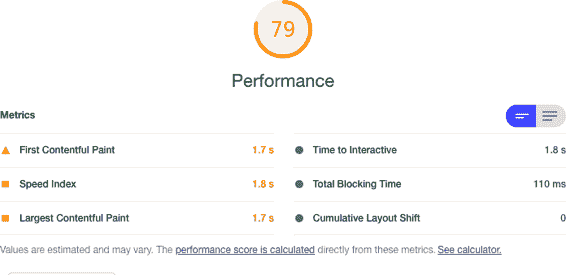 79
Performance
Metrics
First Contentful Paint 1.7 s
Time to Interactive 1.8 s
Speed Index 1.8 s
Total Blocking Time 110 ms
Largest Contentful Paint 1.7 s
Cumulative Layout Shift 0
Values are estimated and may vary. The performance score is calculated directly from these metrics. See calculator.